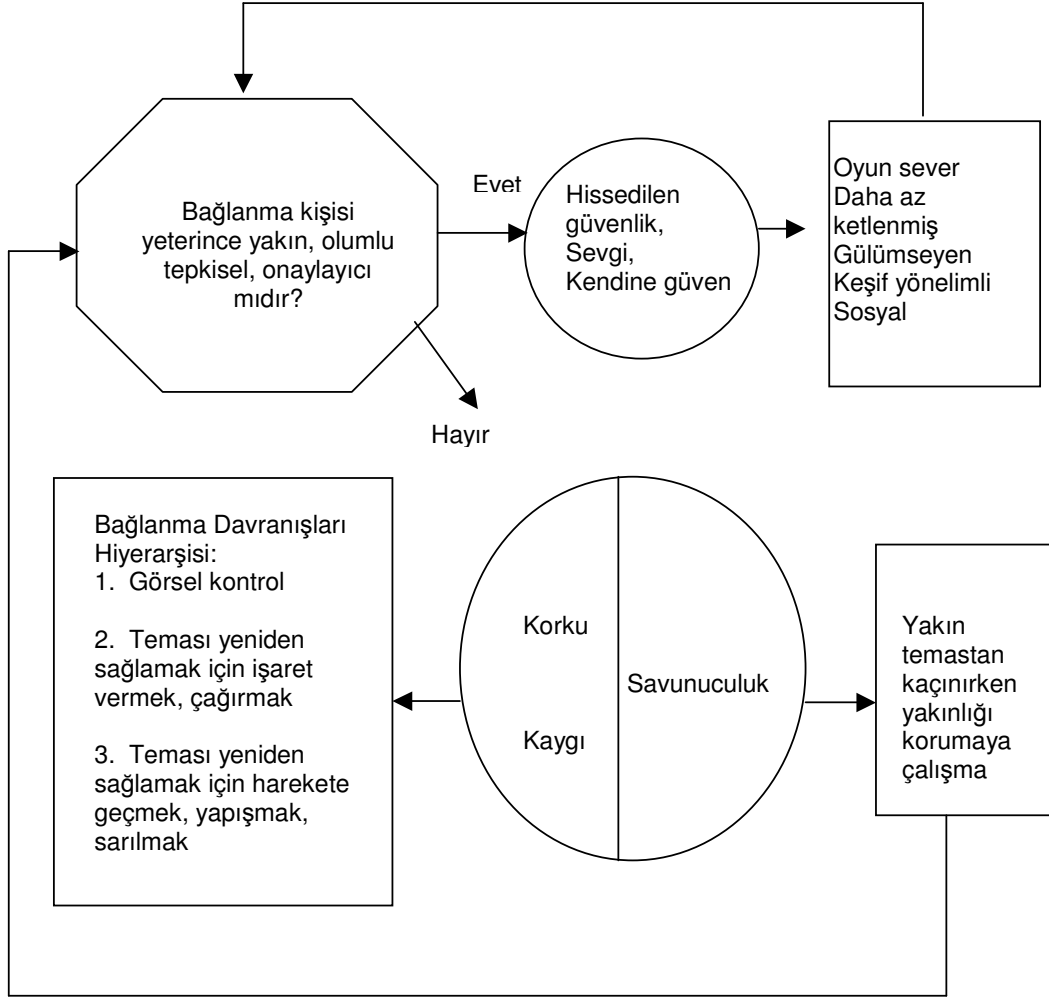 Bağlanma kişisi
yeterince yakın, olumlu
tepkisel, onaylayıcı
mıdır?
Evet
Hissedilen
güvenlik,
Sevgi,
Kendine güven
Oyun sever
Daha az
ketlenmiş
Gülümseyen
Keşif yönelimli
Sosyal
Hayır
Bağlanma Davranışları
Hiyerarşisi:
1. Görsel kontrol
2. Teması yeniden
sağlamak için işaret
vermek, çağırmak
3. Teması yeniden
sağlamak için harekete
geçmek, yapışmak,
sarılmak
Korku
Kaygı
Savunuculuk
Yakın
temastan
kaçınırken
yakınlığı
korumaya
çalışma